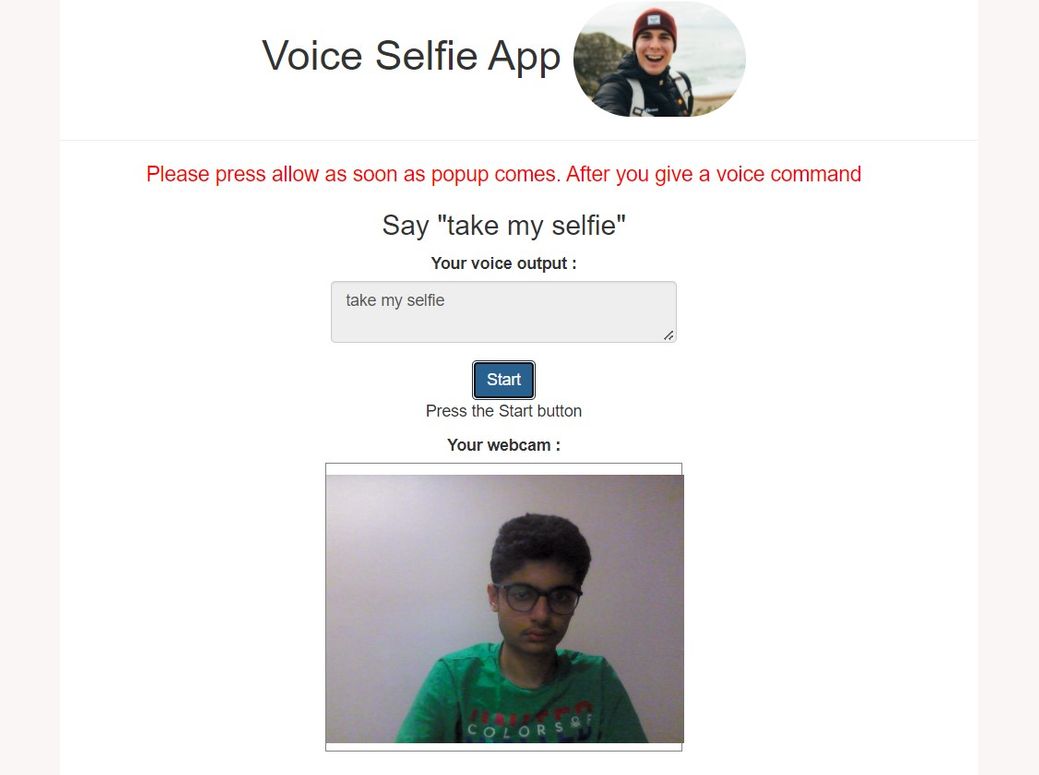 Voice Selfie App
Please press allow as soon as popup comes. After you give a voice command
Say "take my selfie"
Your voice output :
take my selfie
Start
Press the Start button
Your webcam :
COLORS OF